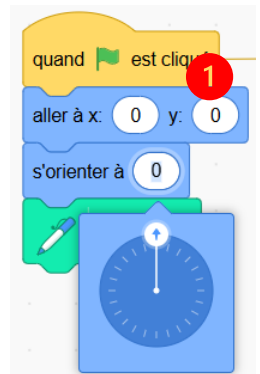 quand est cliqué
1
aller à x: 0 y: 0
s'orienter à 0